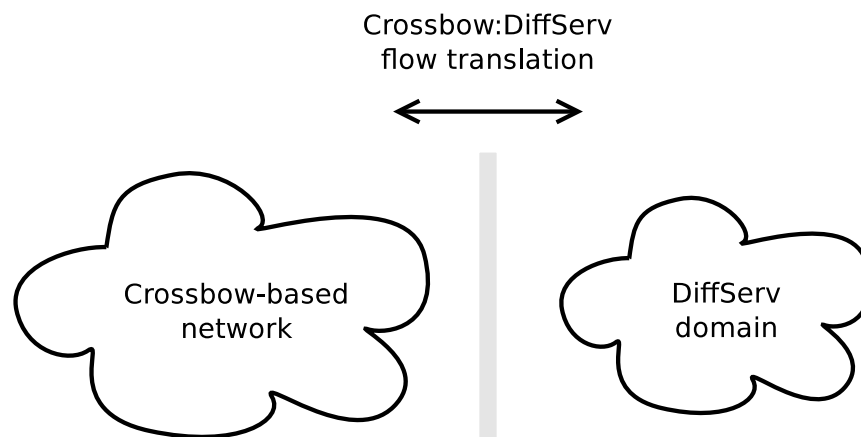 Crossbow:DiffServ
flow translation
Crossbow-based
network
DiffServ
domain